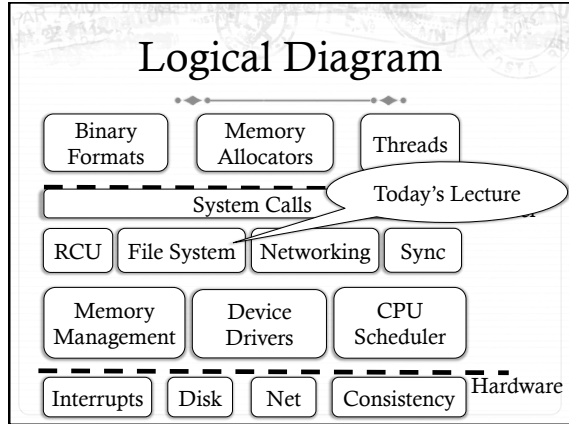 Logical Diagram
Binary
Formats
Memory
Allocators
Threads
Today's Lecture
System Calls
RCU
File System
Networking
Sync
Memory
Management
Device
Drivers
CPU
Scheduler
Hardware
Interrupts
Disk
Net
Consistency